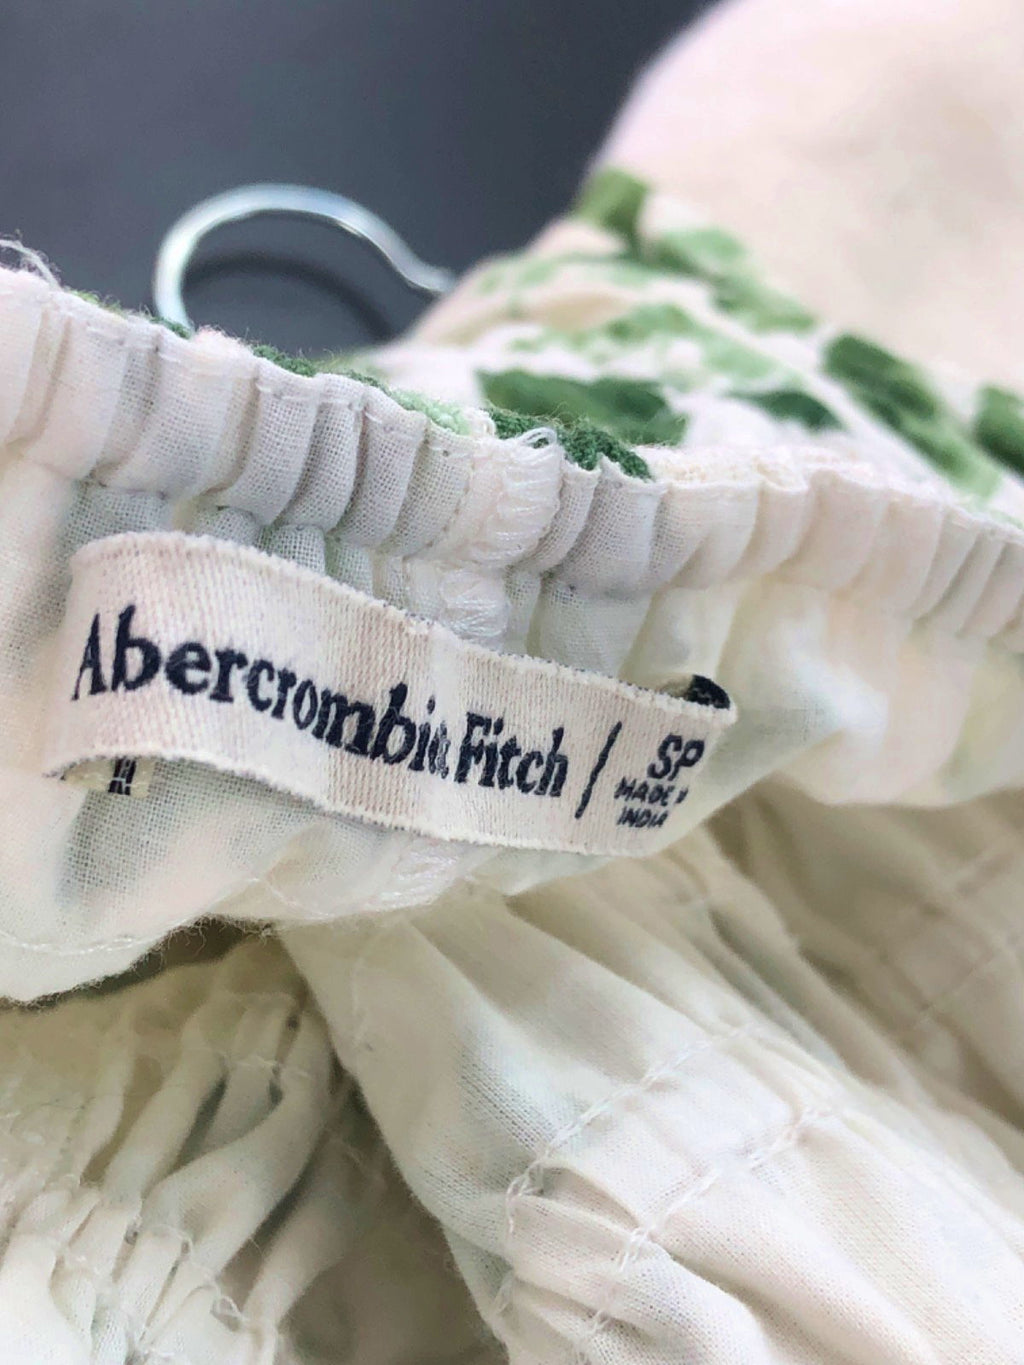 Abercrombie Fitch / SP
MADE IN
INDIA